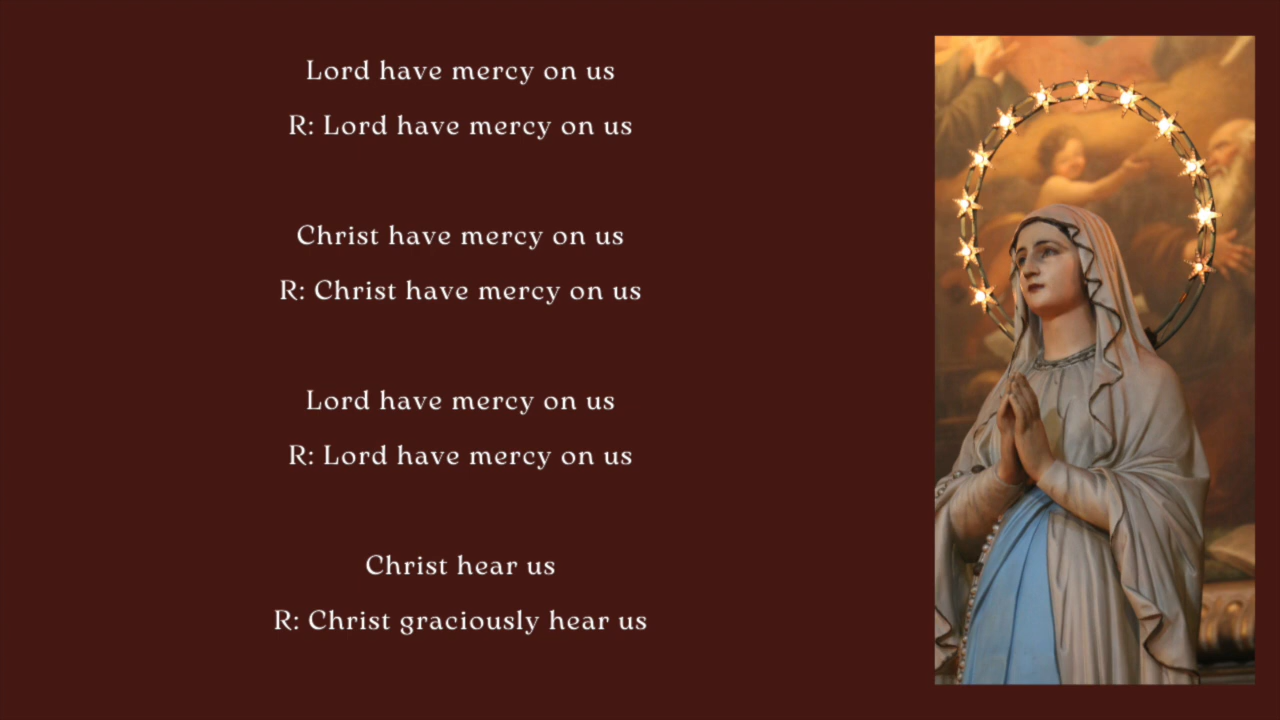 Lord have mercy on us
R: Lord have mercy on us
Christ have mercy on us
R: Christ have mercy on us
Lord have mercy on us
R: Lord have mercy on us
Christ hear us
R: Christ graciously hear us